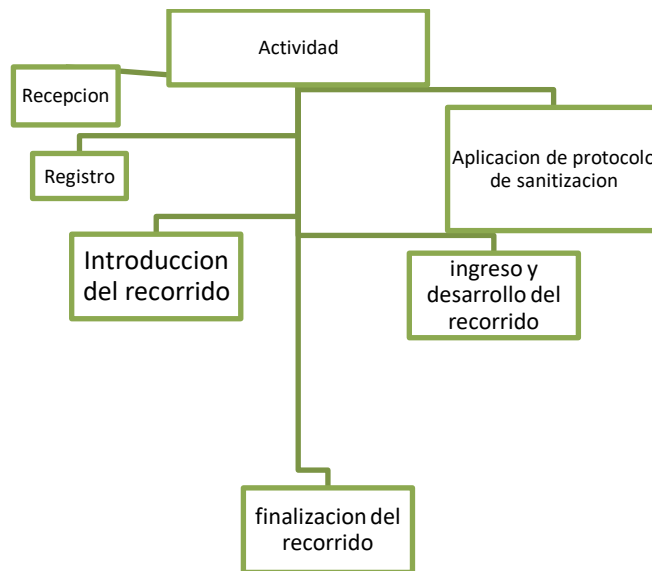 Actividad
Recepcion
Aplicacion de protocolo
de sanitizacion
Registro
Introduccion
del recorrido
ingreso y
desarrollo del
recorrido
finalizacion del
recorrido